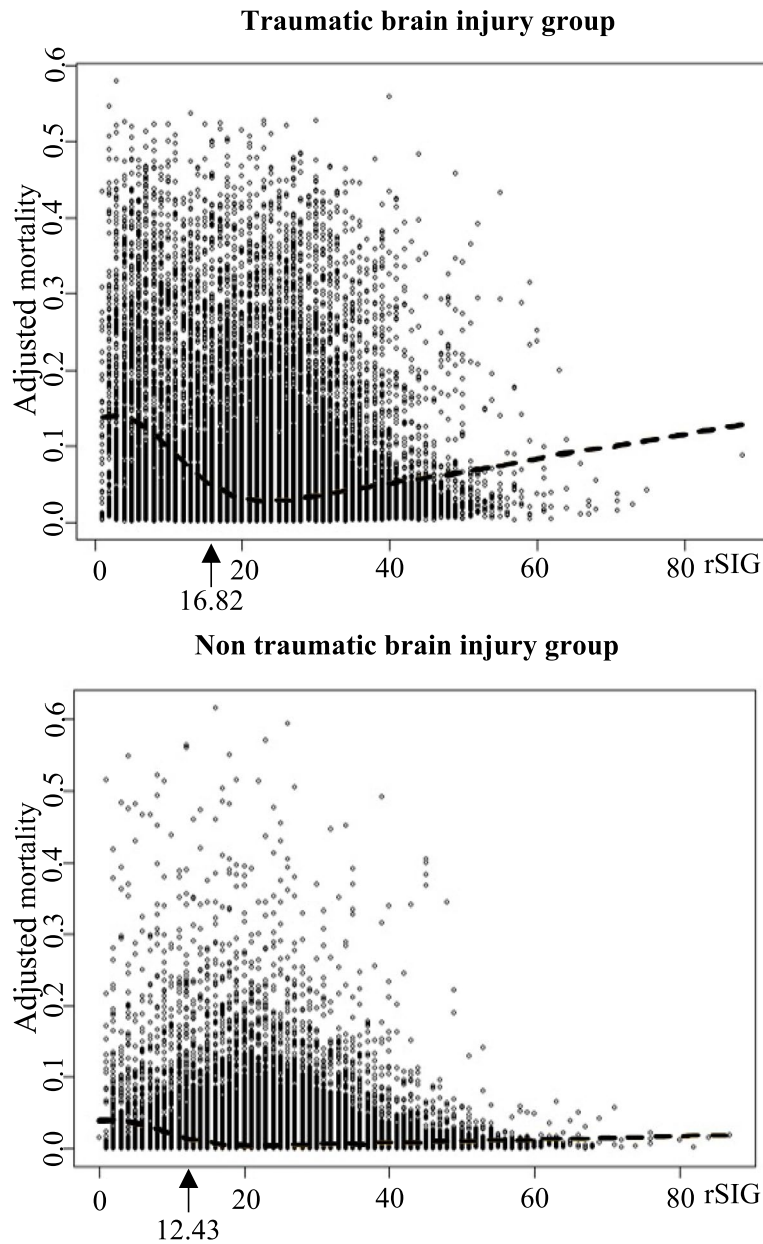 Traumatic brain injury group
0.6
0.5
0.4
0.3
0.2
0.1
0.0
Adjusted mortality
0 20 40 60 80 rSIG
16.82
Non traumatic brain injury group
0.6
0.5
0.4
0.3
0.2
0.1
0.0
Adjusted mortality
0 20 40 60 80 rSIG
12.43